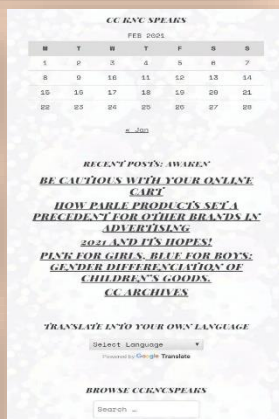 CC KNC SPEAKS
FEB 2021
M T W T F S S
1 2 3 4 5 6 7
8 9 10 11 12 13 14
15 16 17 18 19 20 21
22 23 24 25 26 27 28
« Jan
RECENT POSTS: AWAKEN
BE CAUTIOUS WITH YOUR ONLINE
CART
HOW PARLE PRODUCTS SET A
PRECEDENT FOR OTHER BRANDS IN
ADVERTISING
2021 AND ITS HOPES!
PINK FOR GIRLS, BLUE FOR BOYS:
GENDER DIFFERENCIATION OF
CHILDREN'S GOODS.
CC ARCHIVES
TRANSLATE INTO YOUR OWN LANGUAGE
Select Language ▼
Powered by Google Translate
BROWSE CCKNCSPEAKS
Search …